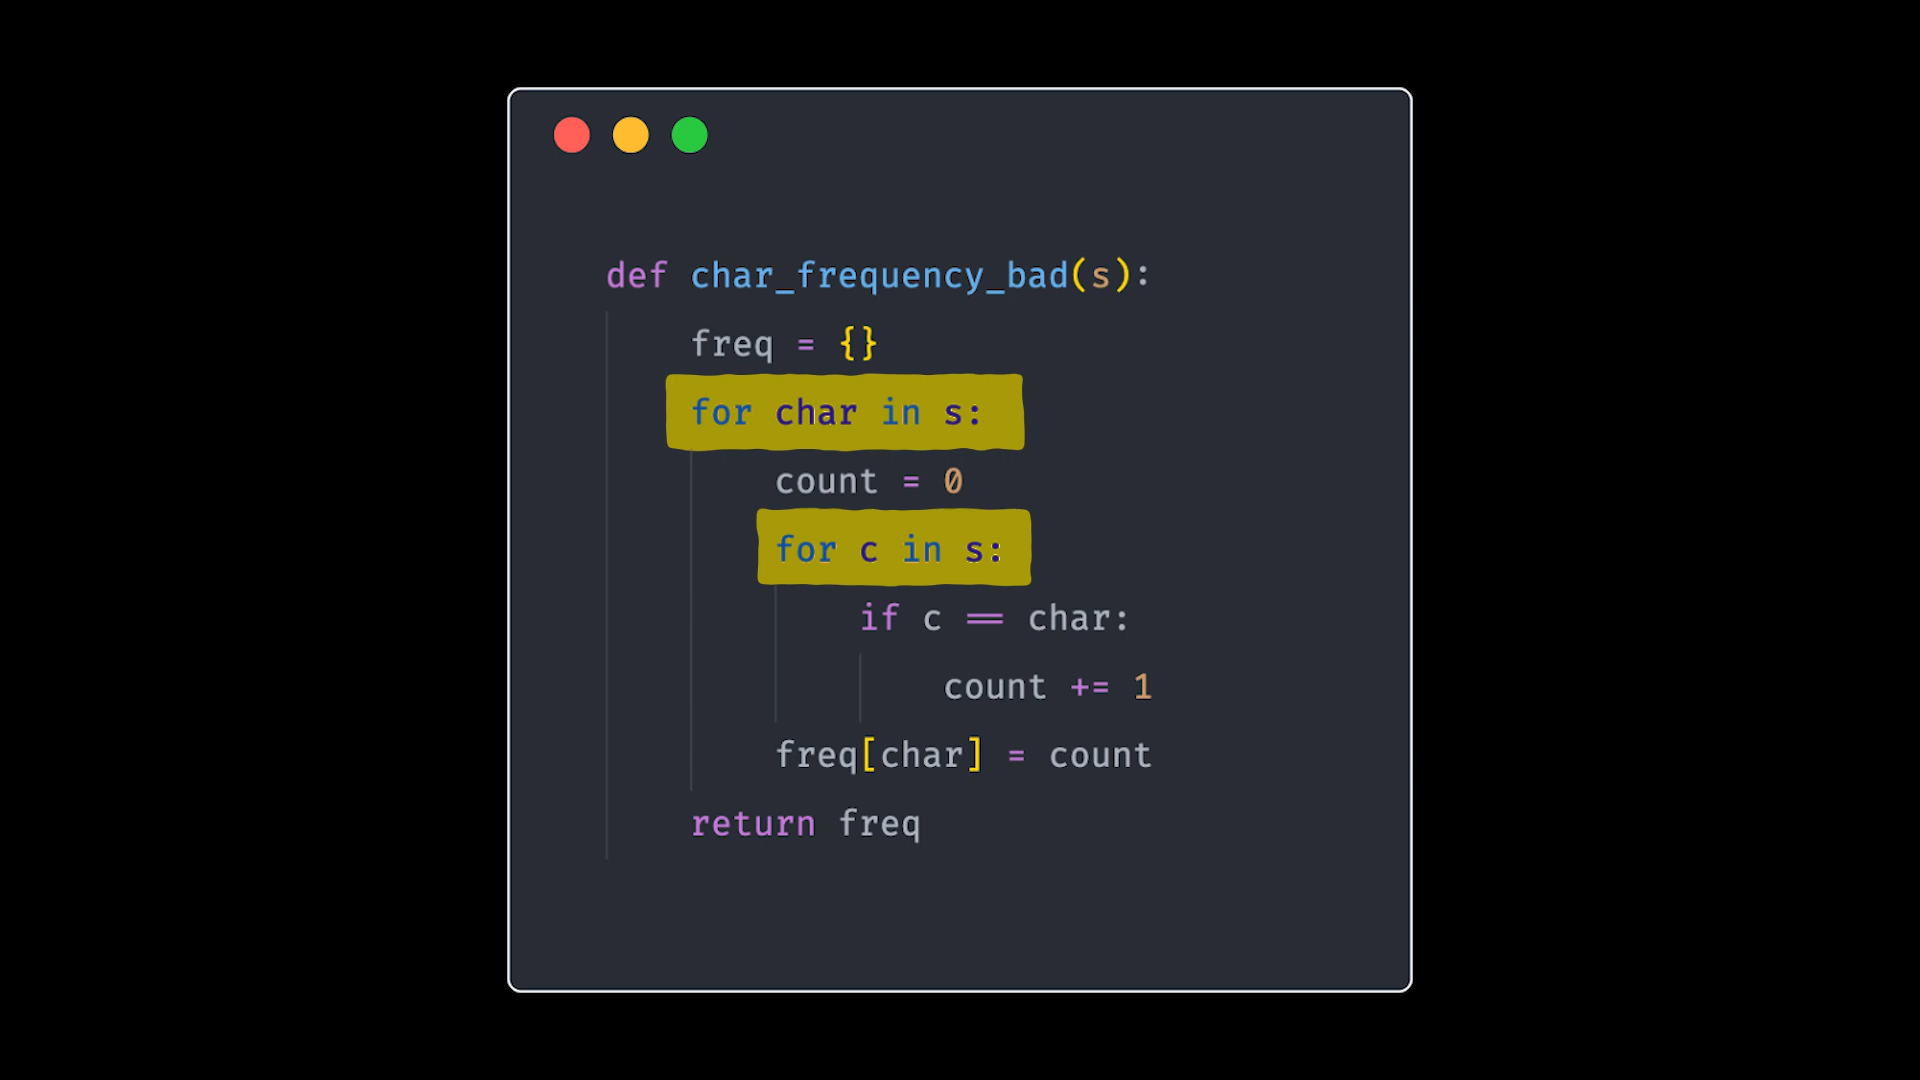 def char_frequency_bad(s):
    freq = {}
    for char in s:
        count = 0
        for c in s:
            if c == char:
                count += 1
        freq[char] = count
    return freq